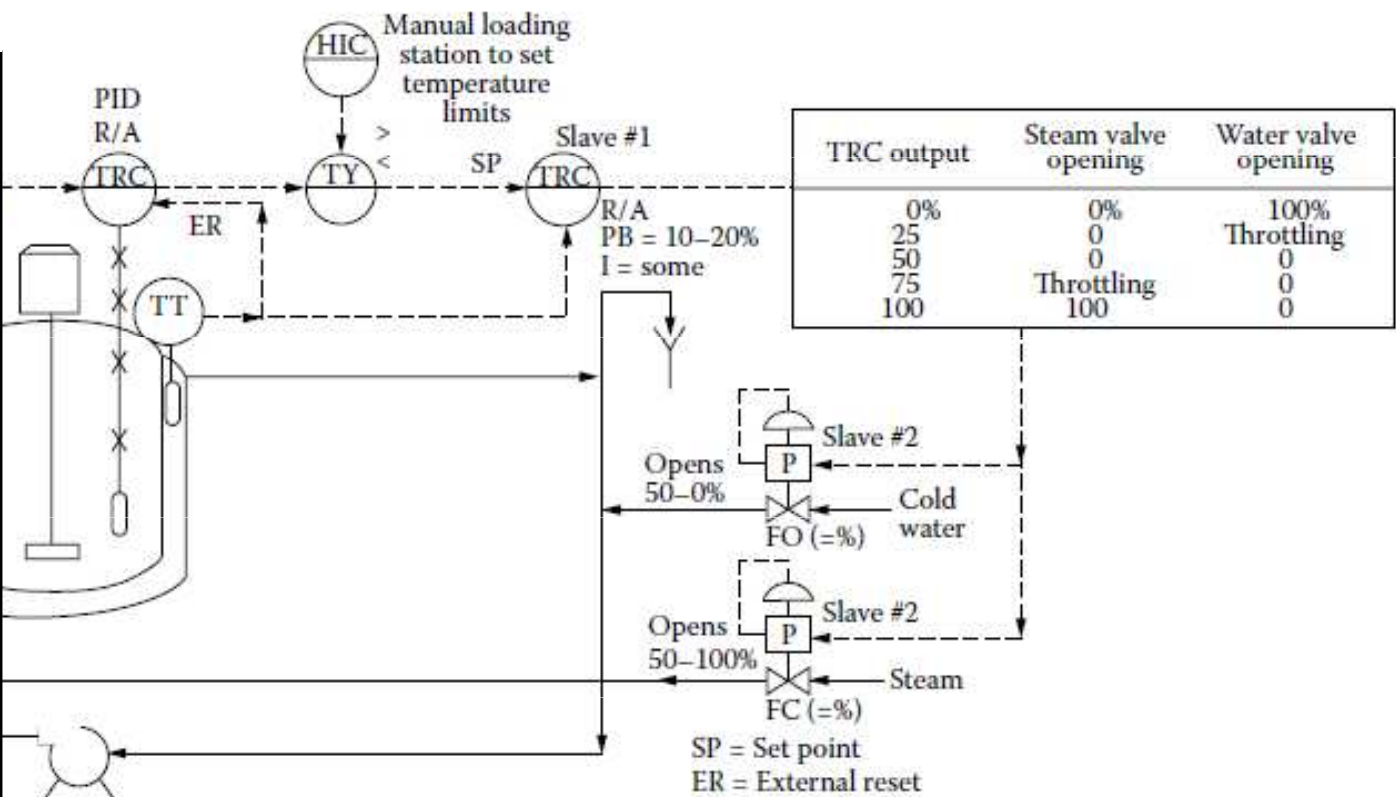 HIC
Manual loading
station to set
temperature
limits
PID
R/A
TRC
TY
>
<
SP
Slave #1
TRC
ER
R/A
PB = 10–20%
I = some
TT
TRC output Steam valve opening Water valve opening
0% 0% 100%
25 0 Throttling
50 0 0
75 Throttling 0
100 100 0
Slave #2
P
Opens
50–0%
Cold
water
FO (=%)
Slave #2
P
Opens
50–100%
Steam
FC (=%)
SP = Set point
ER = External reset